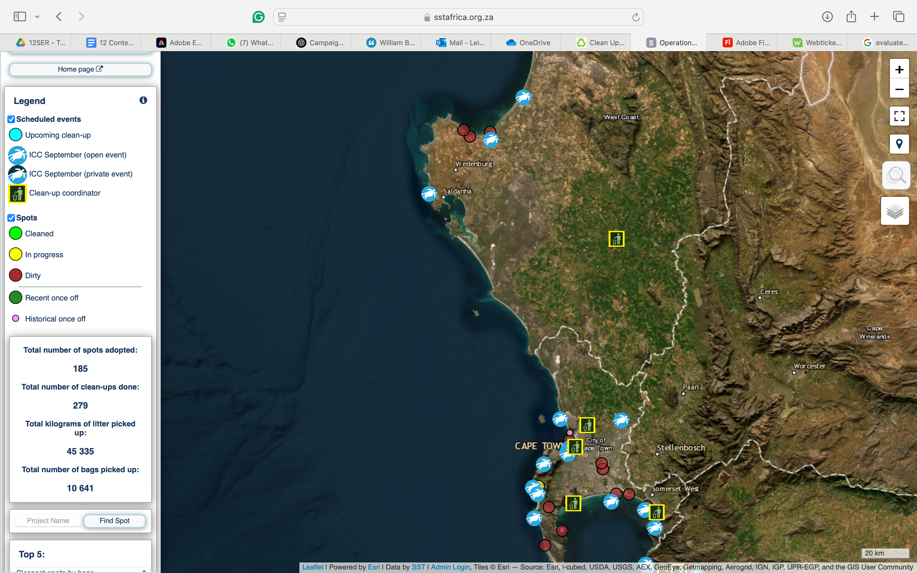 sstafrica.org.za
12SER - T...
12 Conte...
Adobe E...
(7) What...
Campaig...
William B...
Mail - Lei...
OneDrive
Clean Up...
Operation...
Adobe Fi...
Webticke...
evaluate...
Home page
Legend
Scheduled events
Upcoming clean-up
ICC September (open event)
ICC September (private event)
Clean-up coordinator
Spots
Cleaned
In progress
Dirty
Recent once off
Historical once off
Total number of spots adopted:
185
Total number of clean-ups done:
279
Total kilograms of litter picked
up:
45 335
Total number of bags picked up:
10 641
Project Name
Find Spot
Top 5:
+
−
West Coast
Vredenburg
Saldanha
Ceres
Cape
Winelands
Worcester
Paarl
CAPE TOW
City of
ape Town
Stellenbosch
Somerset West
20 km
Leaflet | Powered by Esri | Data by SST | Admin Login, Tiles © Esri — Source: Esri, i-cubed, USDA, USGS, AEX, GeoEye, Getmapping, Aerogrid, IGN, IGP, UPR-EGP, and the GIS User Community